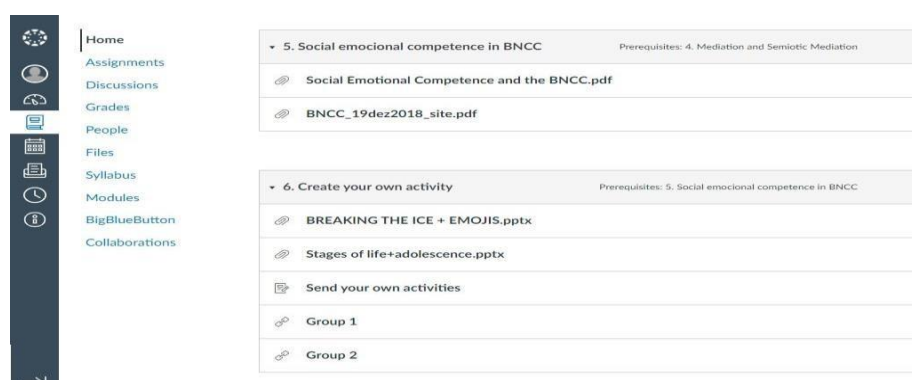 Home
Assignments
Discussions
Grades
People
Files
Syllabus
Modules
BigBlueButton
Collaborations
5. Social emocional competence in BNCC Prerequisites: 4. Mediation and Semiotic Mediation
Social Emotional Competence and the BNCC.pdf
BNCC_19dez2018_site.pdf
6. Create your own activity Prerequisites: 5. Social emocional competence in BNCC
BREAKING THE ICE + EMOJIS.pptx
Stages of life+adolescence.pptx
Send your own activities
Group 1
Group 2